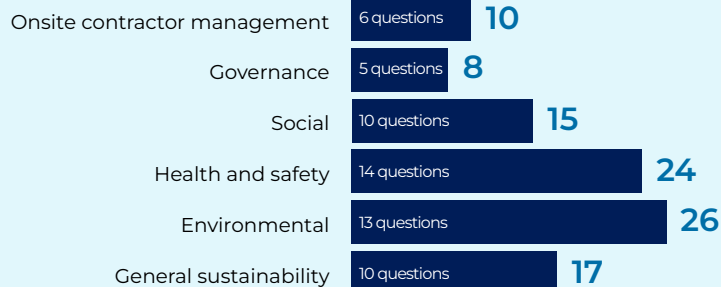 Onsite contractor management 6 questions 10
Governance 5 questions 8
Social 10 questions 15
Health and safety 14 questions 24
Environmental 13 questions 26
General sustainability 10 questions 17